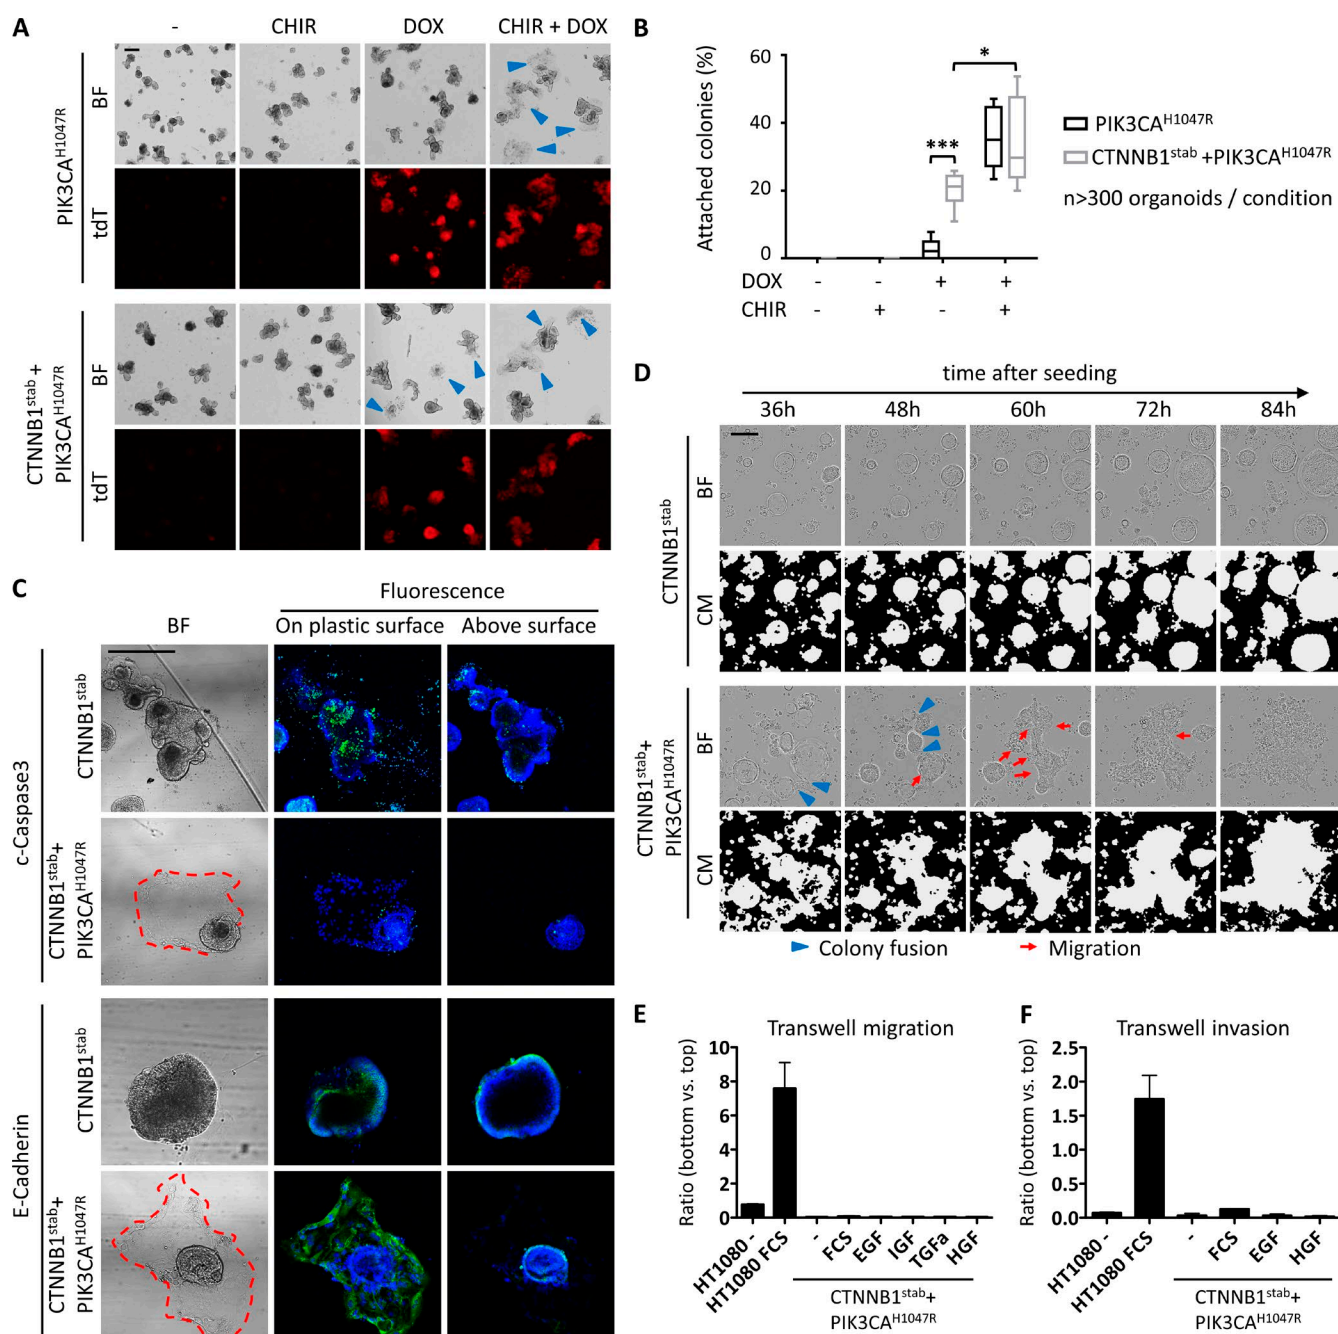 A
- CHIR DOX CHIR + DOX
PIK3CA^H1047R
BF
tdT
CTNNB1^stab +
PIK3CA^H1047R
BF
tdT
B
Attached colonies (%)
60
40
20
0
*
***
PIK3CA^H1047R
CTNNB1^stab +PIK3CA^H1047R
n>300 organoids / condition
DOX - - + +
CHIR - + - +
C
Fluorescence
BF On plastic surface Above surface
c-Caspase3
CTNNB1^stab
CTNNB1^stab+
PIK3CA^H1047R
E-Cadherin
CTNNB1^stab
CTNNB1^stab+
PIK3CA^H1047R
D
time after seeding
36h 48h 60h 72h 84h
CTNNB1^stab
BF
CM
CTNNB1^stab+
PIK3CA^H1047R
BF
CM
Colony fusion Migration
E
Transwell migration
Ratio (bottom vs. top)
10
8
6
4
2
0
HT1080 -
HT1080 FCS
-
FCS
EGF
IGF
TGFa
HGF
CTNNB1^stab+
PIK3CA^H1047R
F
Transwell invasion
Ratio (bottom vs. top)
2.5
2.0
1.5
1.0
0.5
0.0
HT1080 -
HT1080 FCS
-
FCS
EGF
HGF
CTNNB1^stab+
PIK3CA^H1047R